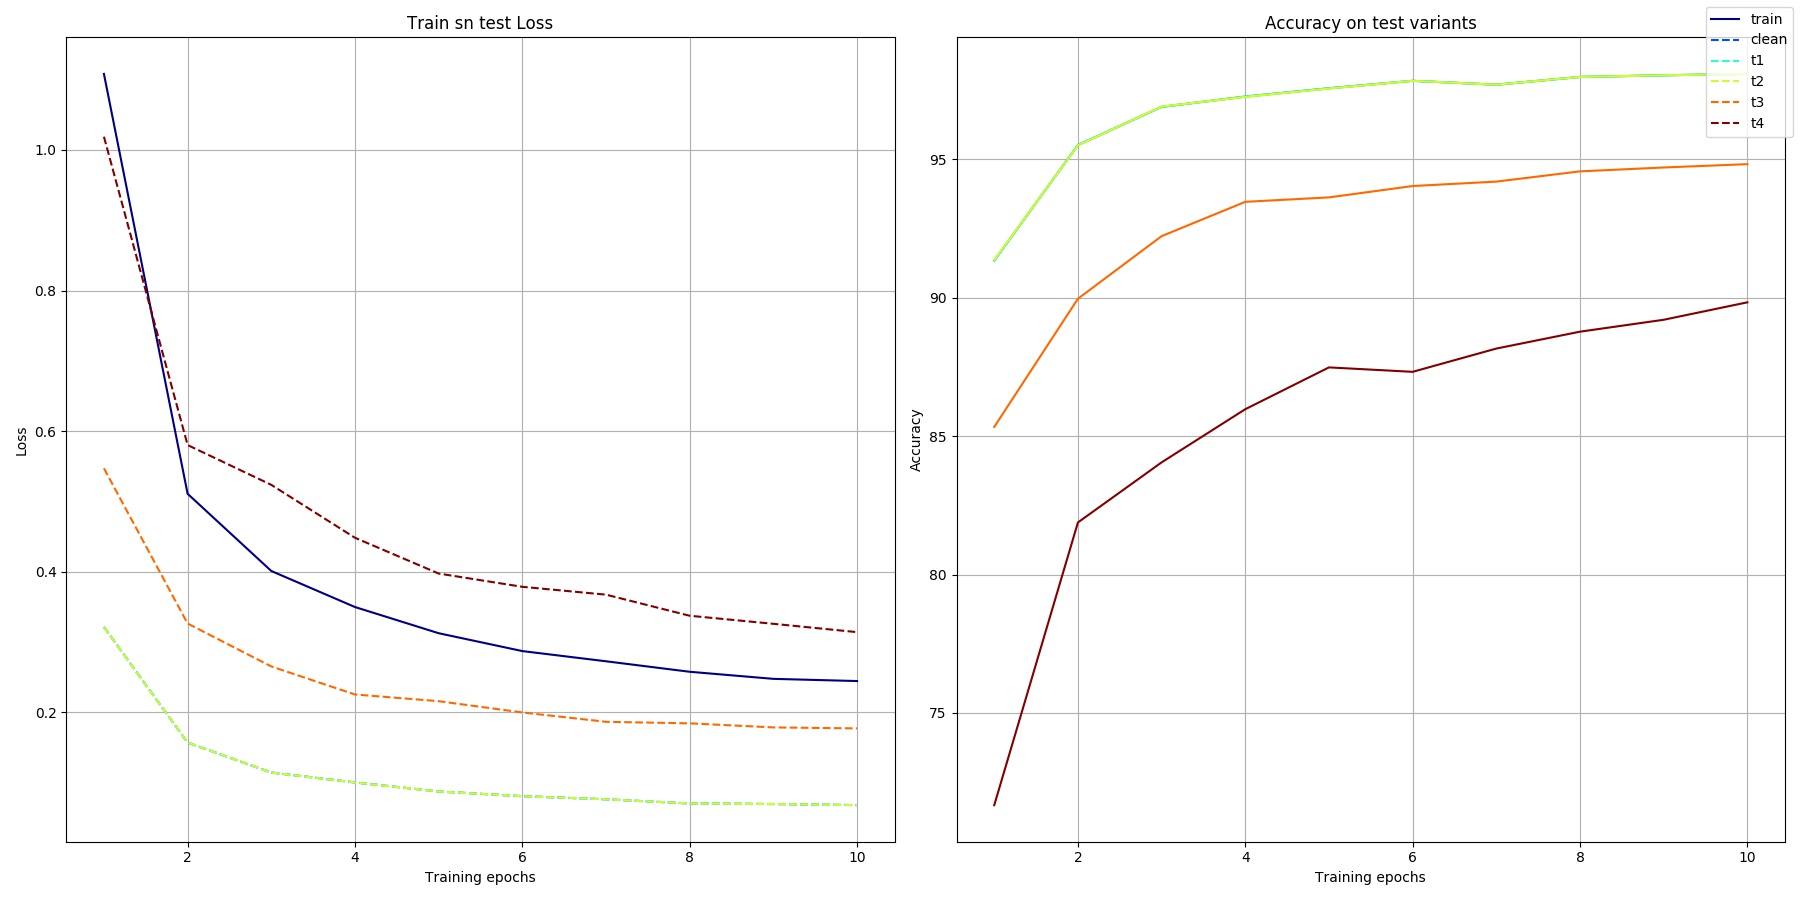 Train sn test Loss
1.0
0.8
0.6
0.4
0.2
Loss
2
4
6
8
10
Training epochs
Accuracy on test variants
95
90
85
80
75
Accuracy
2
4
6
8
10
Training epochs
train
clean
t1
t2
t3
t4